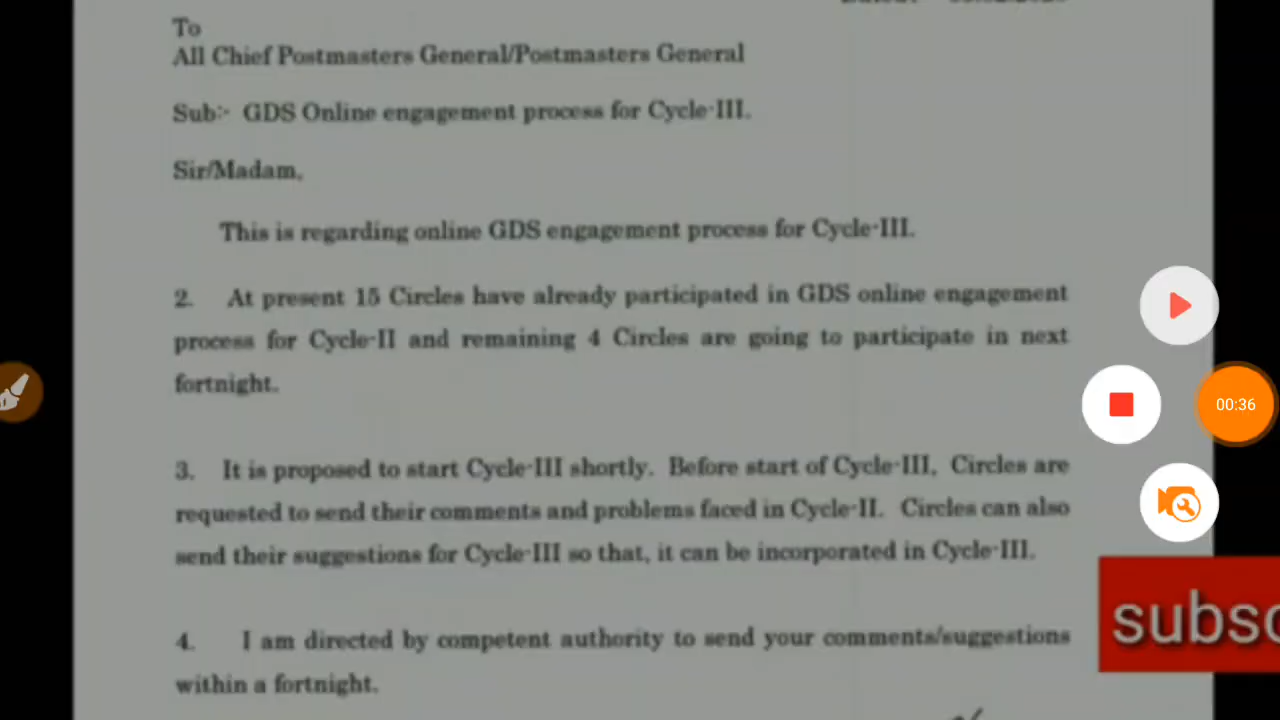 To
All Chief Postmasters General/Postmasters General
Sub:- GDS Online engagement process for Cycle-III.
Sir/Madam,
This is regarding online GDS engagement process for Cycle-III.
2. At present 15 Circles have already participated in GDS online engagement
process for Cycle-II and remaining 4 Circles are going to participate in next
fortnight.
3. It is proposed to start Cycle-III shortly. Before start of Cycle-III, Circles are
requested to send their comments and problems faced in Cycle-II. Circles can also
send their suggestions for Cycle-III so that, it can be incorporated in Cycle-III.
4. I am directed by competent authority to send your comments/suggestions
within a fortnight.
00:36
subsc